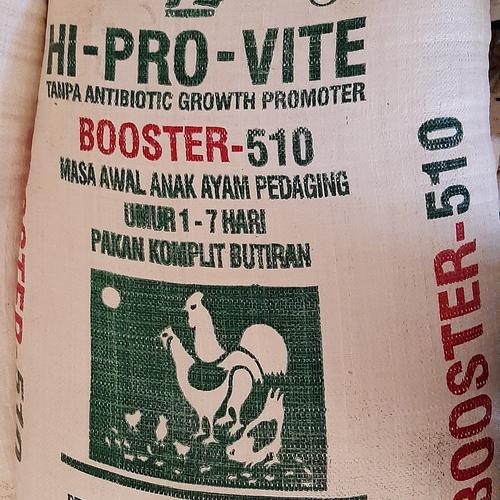 HI-PRO-VITE
TANPA ANTIBIOTIC GROWTH PROMOTER
BOOSTER-510
MASA AWAL ANAK AYAM PEDAGING
UMUR 1 - 7 HARI
PAKAN KOMPLIT BUTIRAN
BOOSTER-510